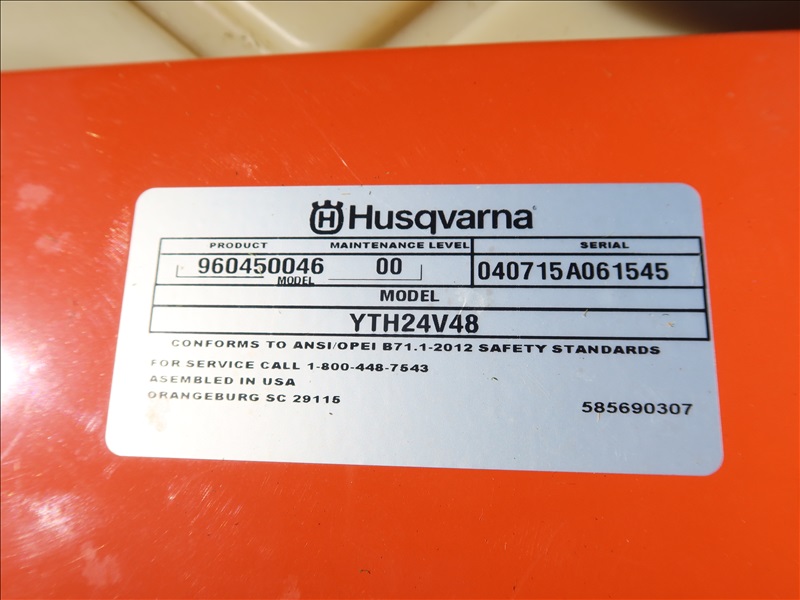 Husqvarna
PRODUCT MAINTENANCE LEVEL SERIAL
960450046 00 040715A061545
MODEL
MODEL
YTH24V48
CONFORMS TO ANSI/OPEI B71.1-2012 SAFETY STANDARDS
FOR SERVICE CALL 1-800-448-7543
ASEMBLED IN USA
ORANGEBURG SC 29115
585690307